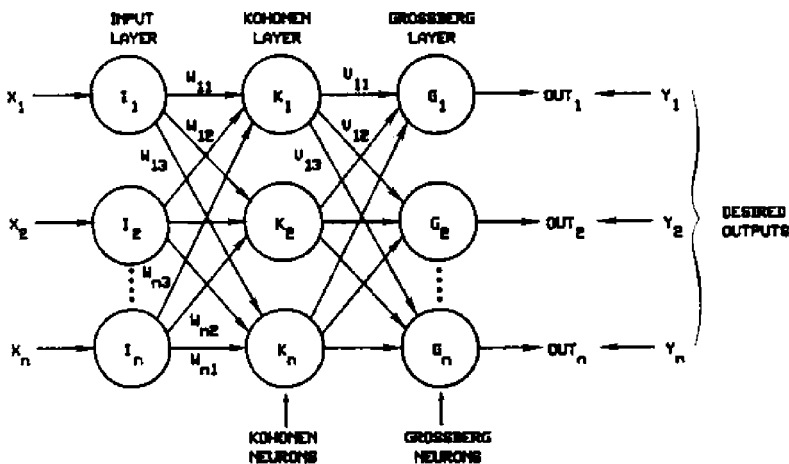 INPUT
LAYER
KOHONEN
LAYER
GROSSBERG
LAYER
X1
I1
W11
K1
V11
G1
OUT1
Y1
W12
V12
W13
V13
X2
I2
K2
G2
OUT2
Y2
DESIRED
OUTPUTS
Wn3
Wn2
Xn
In
Wn1
Kn
Gn
OUTn
Yn
KOHONEN
NEURONS
GROSSBERG
NEURONS